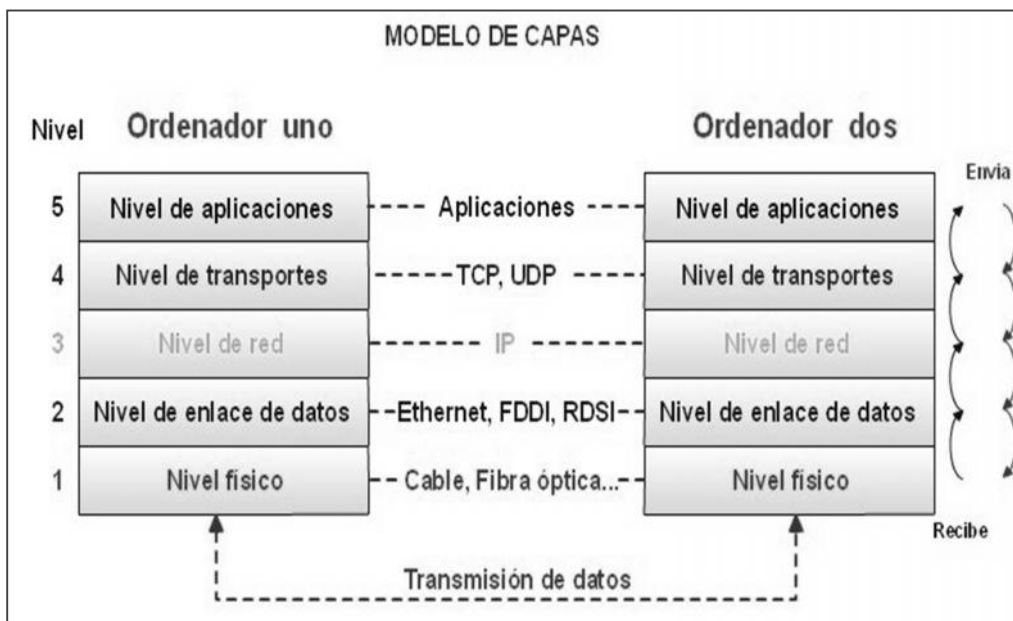 MODELO DE CAPAS
Nivel Ordenador uno Ordenador dos
Envia
5 Nivel de aplicaciones Aplicaciones Nivel de aplicaciones
4 Nivel de transportes TCP, UDP Nivel de transportes
3 Nivel de red IP Nivel de red
2 Nivel de enlace de datos Ethernet, FDDI, RDSI Nivel de enlace de datos
1 Nivel físico Cable, Fibra óptica... Nivel físico
Recibe
Transmisión de datos